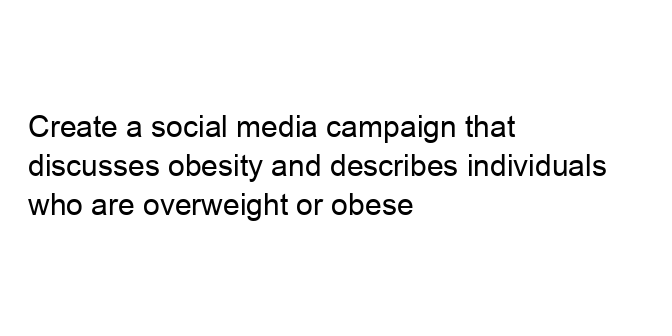 Create a social media campaign that
discusses obesity and describes individuals
who are overweight or obese